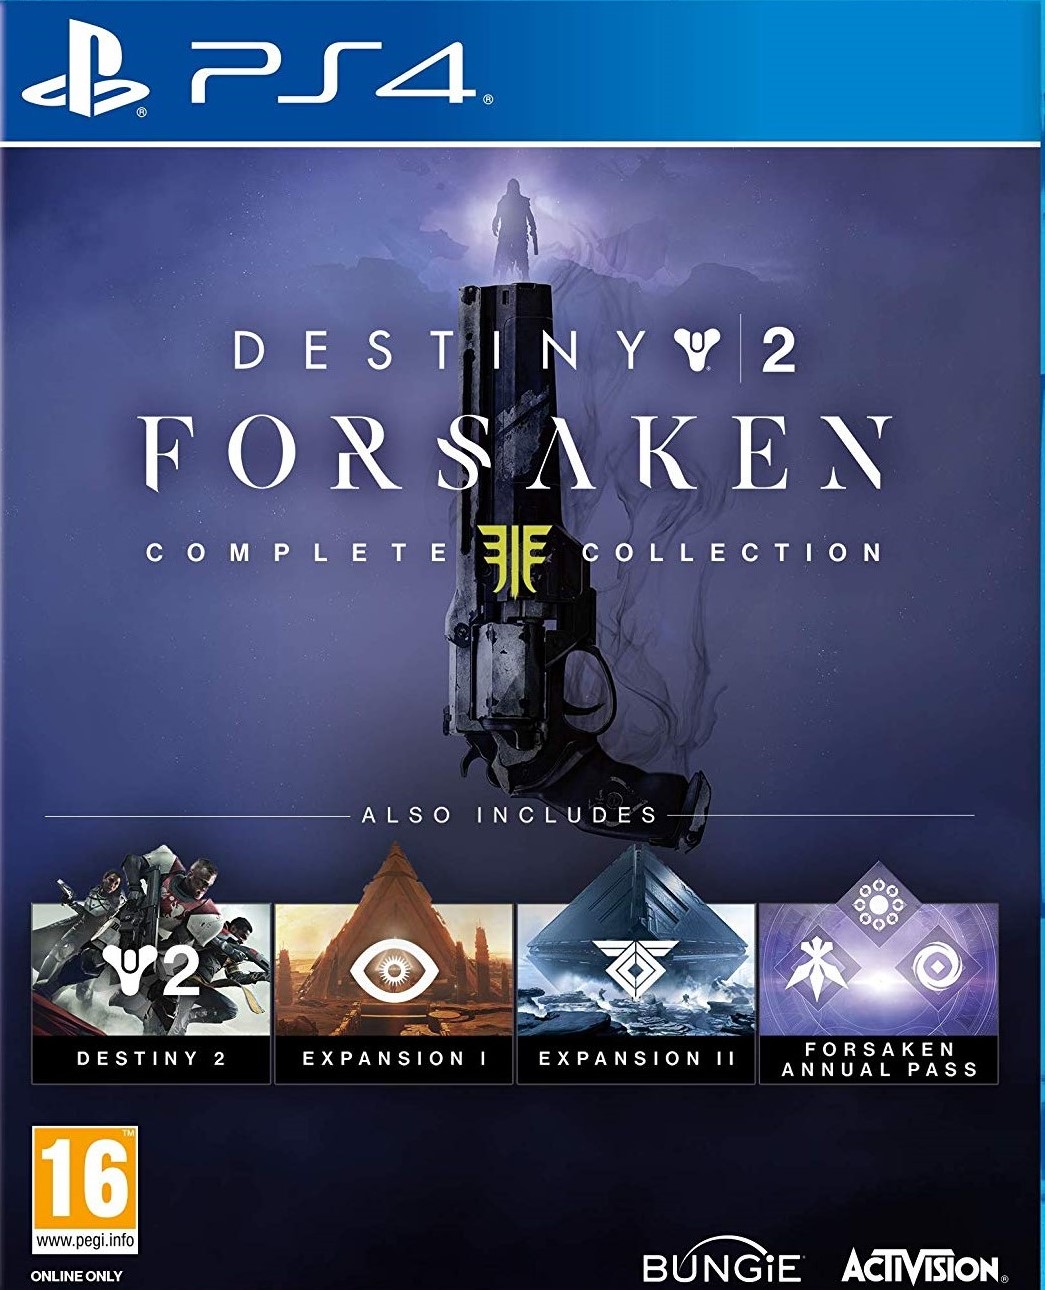 PS4®
DESTINY 2
FORSAKEN
COMPLETE COLLECTION
ALSO INCLUDES
2
DESTINY 2
EXPANSION I
EXPANSION II
FORSAKEN
ANNUAL PASS
16™
www.pegi.info
ONLINE ONLY
BUNGiE ACTIVISION®